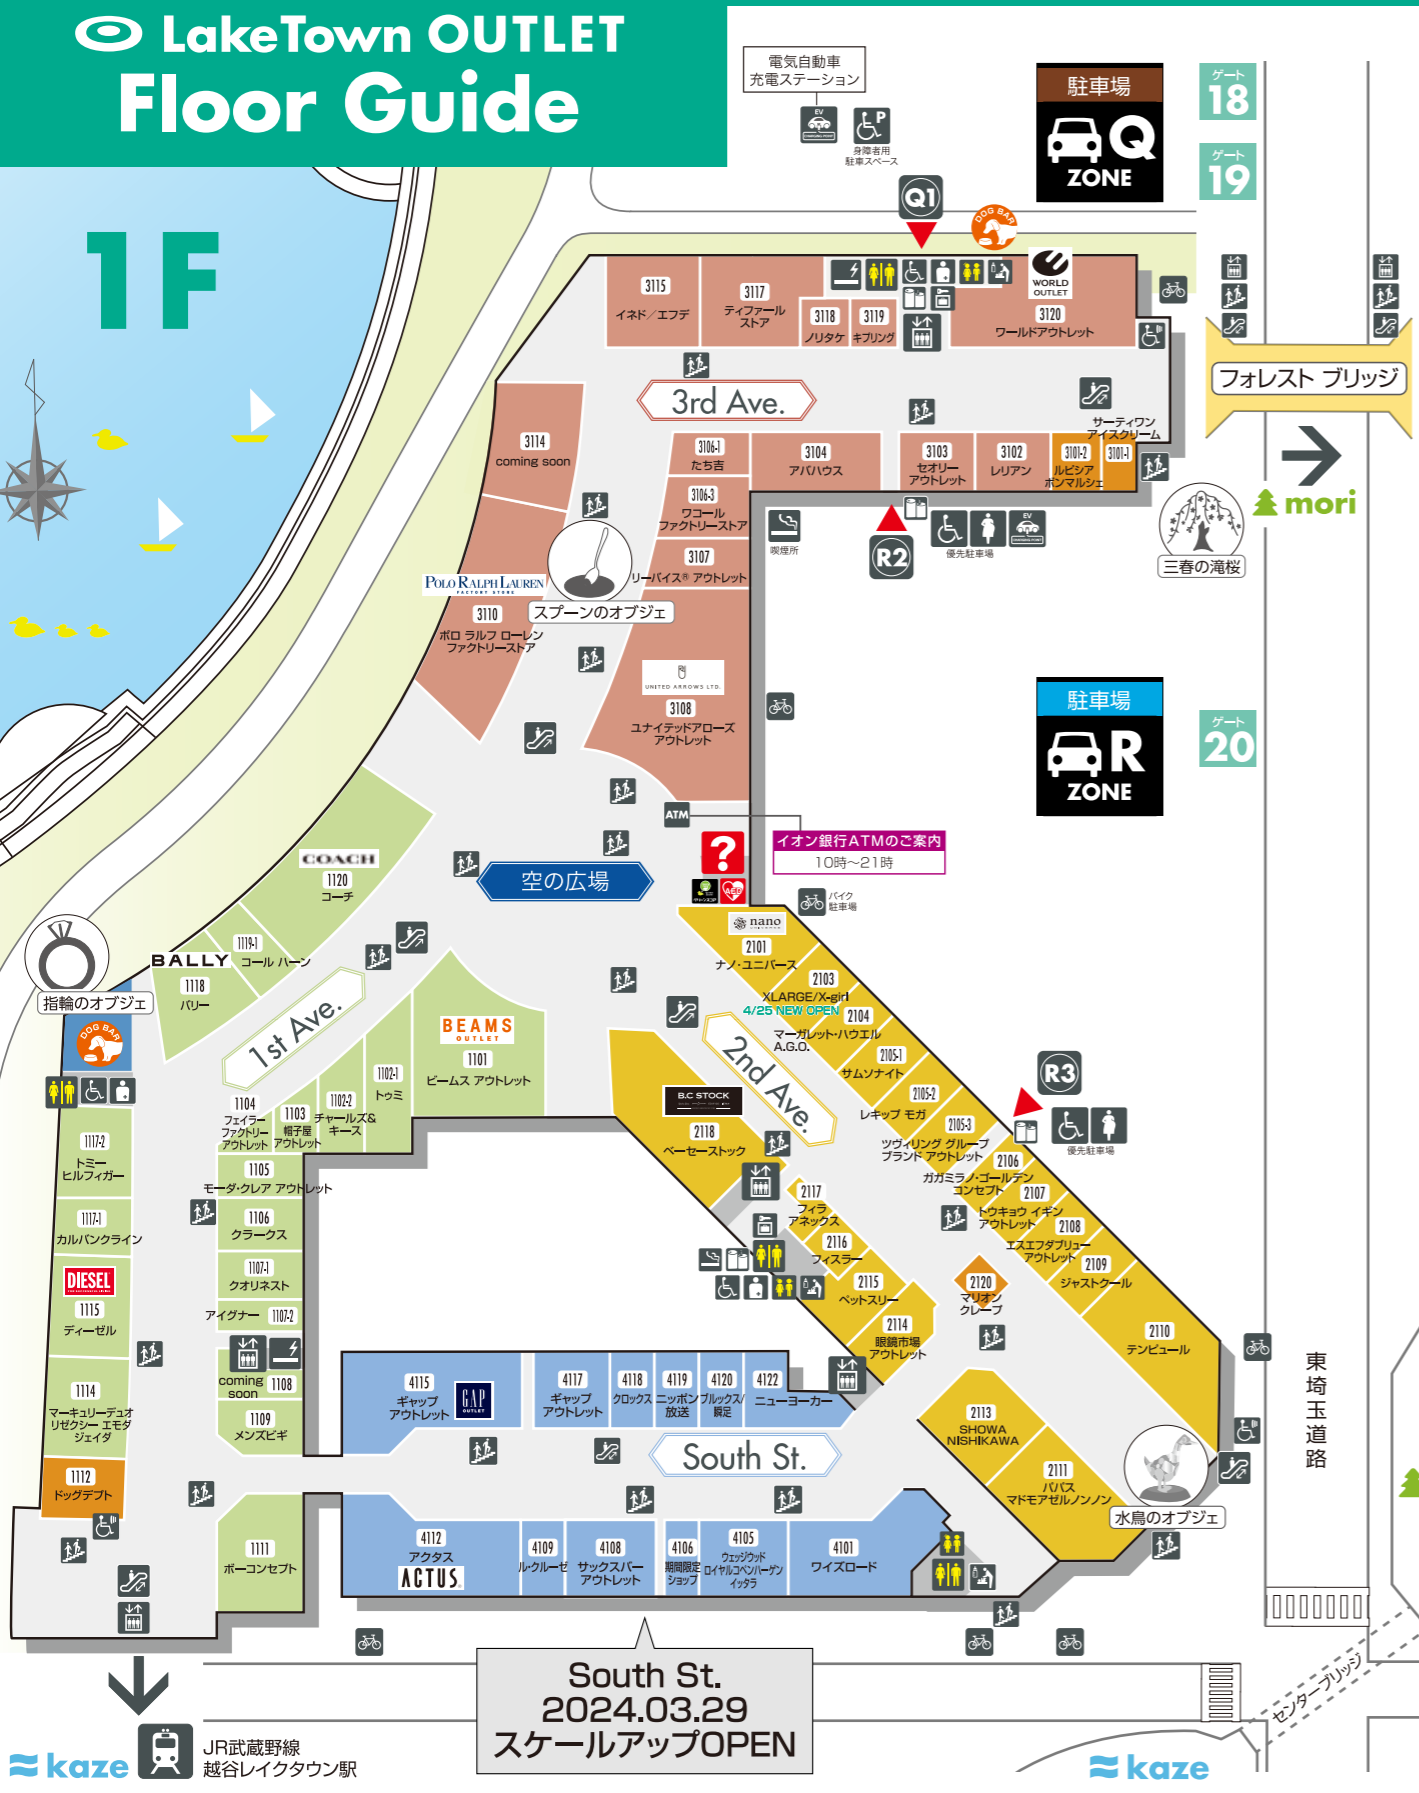 LakeTown OUTLET
Floor Guide
1F
電気自動車
充電ステーション
EV
CHARGING POINT
P
身障者用
駐車スペース
駐車場
Q
ZONE
ゲート
18
ゲート
19
Q1
DOG BAR
WORLD
OUTLET
3115
イネド／エフデ
3117
ティファール
ストア
3118
ノリタケ
3119
キプリング
3120
ワールドアウトレット
フォレスト ブリッジ
3rd Ave.
サーティワン
アイスクリーム
3114
coming soon
3106-1
たち吉
3104
アバハウス
3103
セオリー
アウトレット
3102
レリアン
3101-2
ルピシア
ボンマルシェ
3101-1
3106-3
ワコール
ファクトリーストア
喫煙所
R2
優先駐車場
EV
CHARGING POINT
mori
三春の滝桜
3107
リーバイス® アウトレット
POLO RALPH LAUREN
FACTORY STORE
スプーンのオブジェ
3110
ポロ ラルフ ローレン
ファクトリーストア
UNITED ARROWS LTD.
3108
ユナイテッドアローズ
アウトレット
駐車場
R
ZONE
ゲート
20
ATM
イオン銀行ATMのご案内
10時～21時
?
AED
空の広場
バイク
駐車場
COACH
1120
コーチ
nano
UNIVERSE
2101
ナノ・ユニバース
1119-1
コール ハーン
BALLY
1118
バリー
指輪のオブジェ
DOG BAR
1st Ave.
2103
XLARGE/X-girl
4/25 NEW OPEN
2104
マーガレット・ハウエル
A.G.O.
2nd Ave.
BEAMS
OUTLET
1101
ビームス アウトレット
2105-1
サムソナイト
R3
1102-1
トゥミ
1102-2
チャールズ&
キース
1103
帽子屋
アウトレット
1104
フェイラー
ファクトリー
アウトレット
B.C STOCK
2118
ベーセーストック
2105-2
レキップ モガ
2105-3
ツヴィリング グループ
ブランド アウトレット
優先駐車場
1117-2
トミー
ヒルフィガー
1105
モーダ・クレア アウトレット
2106
ガガミラノ・ゴールデン
コンセプト
2107
トウキョウ イギン
アウトレット
2117
フィラ
アネックス
1117-1
カルバンクライン
1106
クラークス
2108
エスエフダブリュー
アウトレット
2116
フィスラー
2109
ジャストクール
DIESEL
1115
ディーゼル
1107-1
クオリネスト
アイグナー
1107-2
2115
ペットスリー
2120
マリオン
クレープ
2114
眼鏡市場
アウトレット
2110
テンピュール
coming
soon
1108
1114
マーキュリーデュオ
リゼクシー エモダ
ジェイダ
1109
メンズビギ
4115
ギャップ
アウトレット
GAP
OUTLET
4117
ギャップ
アウトレット
4118
クロックス
4119
ニッポン
放送
4120
ブルックス/
瞬足
4122
ニューヨーカー
東埼玉道路
South St.
2113
SHOWA
NISHIKAWA
2111
パパス
マドモアゼルノンノン
水鳥のオブジェ
1112
ドッグデプト
1111
ボーコンセプト
4112
アクタス
ACTUS
4109
ル・クルーゼ
4108
サックスバー
アウトレット
4106
期間限定
ショップ
4105
ウェッジウッド
ロイヤルコペンハーゲン
イッタラ
4101
ワイズロード
South St.
2024.03.29
スケールアップOPEN
センターブリッジ
kaze
JR武蔵野線
越谷レイクタウン駅
kaze